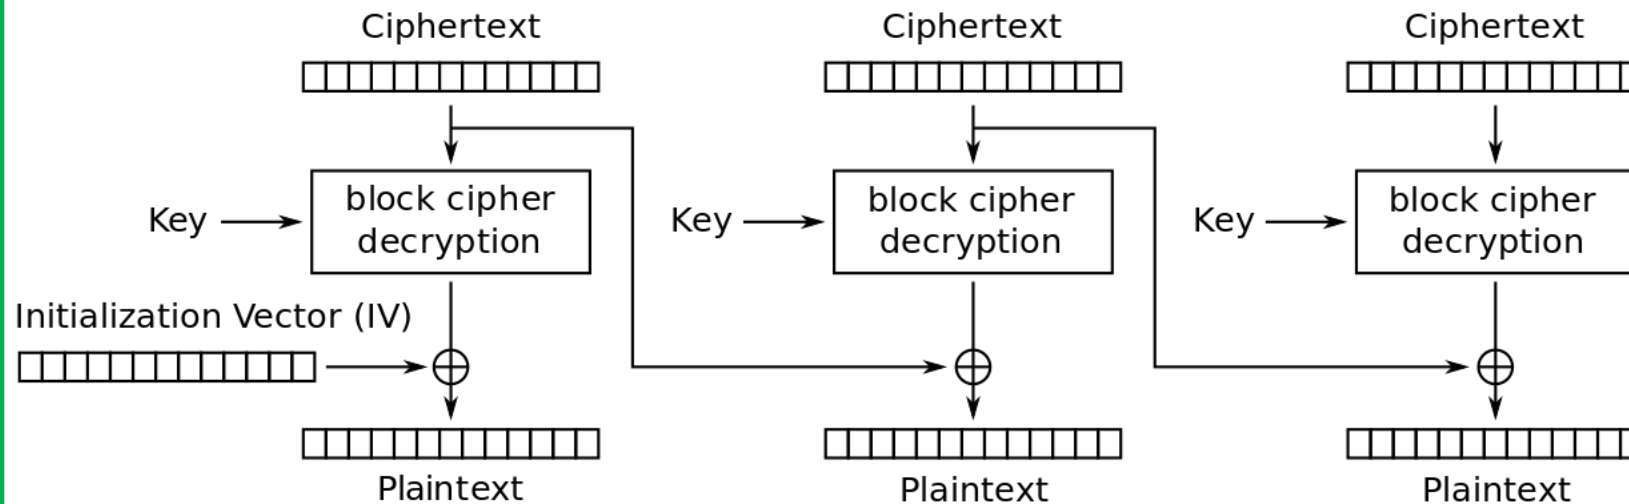 Ciphertext
Ciphertext
Ciphertext
Key
block cipher
decryption
Key
block cipher
decryption
Key
block cipher
decryption
Initialization Vector (IV)
Plaintext
Plaintext
Plaintext